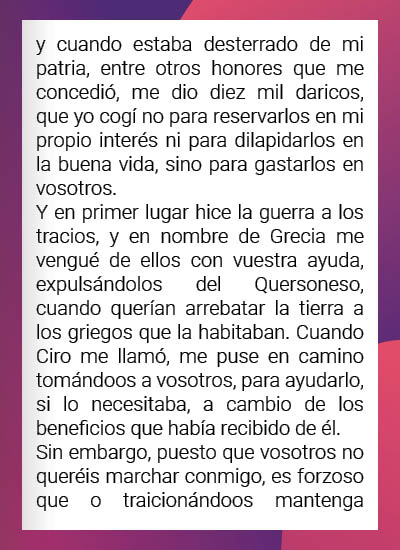 y cuando estaba desterrado de mi
patria, entre otros honores que me
concedió, me dio diez mil daricos,
que yo cogí no para reservarlos en mi
propio interés ni para dilapidarlos en
la buena vida, sino para gastarlos en
vosotros.
Y en primer lugar hice la guerra a los
tracios, y en nombre de Grecia me
vengué de ellos con vuestra ayuda,
expulsándolos del Quersoneso,
cuando querían arrebatar la tierra a
los griegos que la habitaban. Cuando
Ciro me llamó, me puse en camino
tomándoos a vosotros, para ayudarlo,
si lo necesitaba, a cambio de los
beneficios que había recibido de él.
Sin embargo, puesto que vosotros no
queréis marchar conmigo, es forzoso
que o traicionándoos mantenga